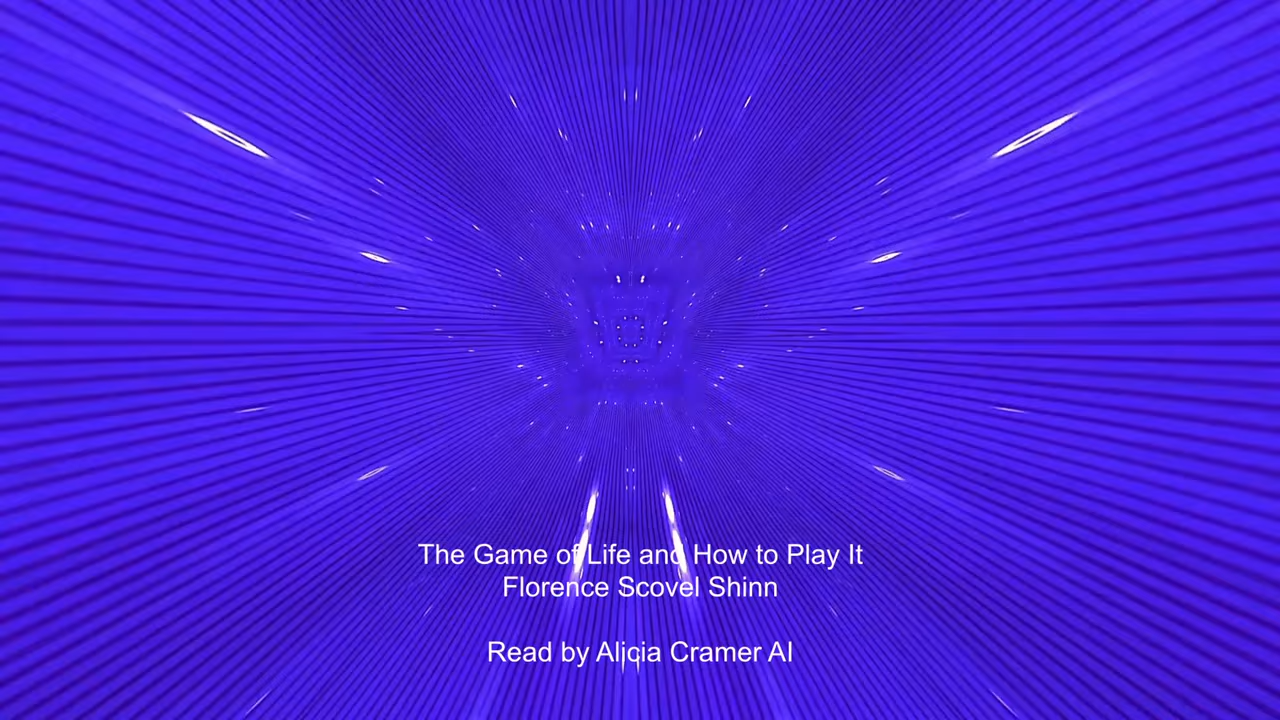 The Game of Life and How to Play It
Florence Scovel Shinn
Read by Alicia Cramer AI